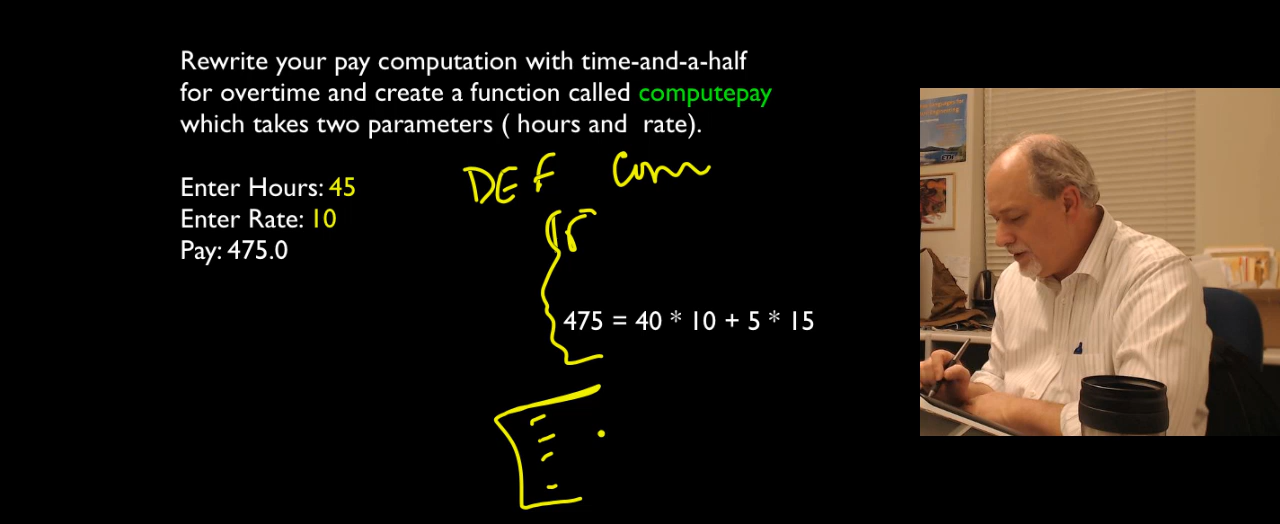 Rewrite your pay computation with time-and-a-half
for overtime and create a function called computepay
which takes two parameters ( hours and  rate).
DEF Com
Enter Hours: 45
Enter Rate: 10
Pay: 475.0
475 = 40 * 10 + 5 * 15